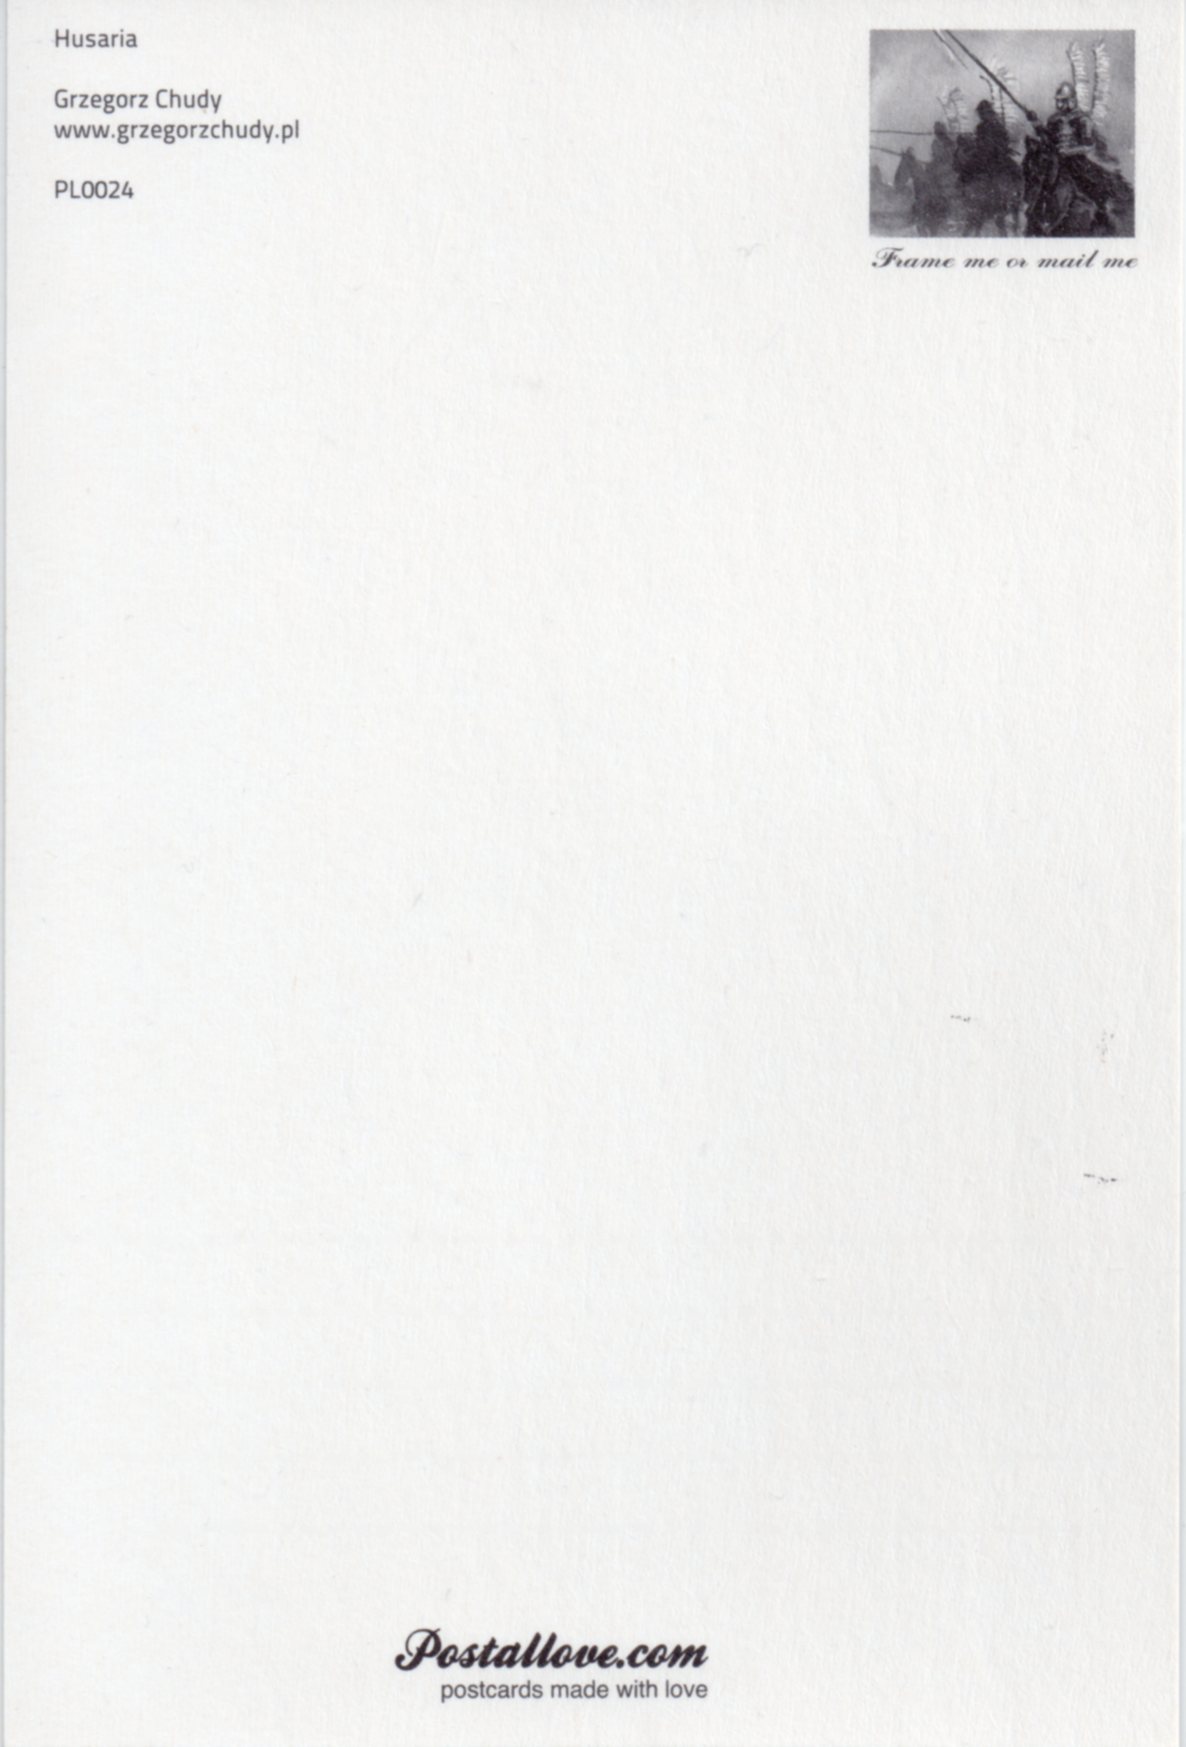 Husaria
Grzegorz Chudy
www.grzegorzchudy.pl
PL0024
Frame me or mail me
Postallove.com
postcards made with love